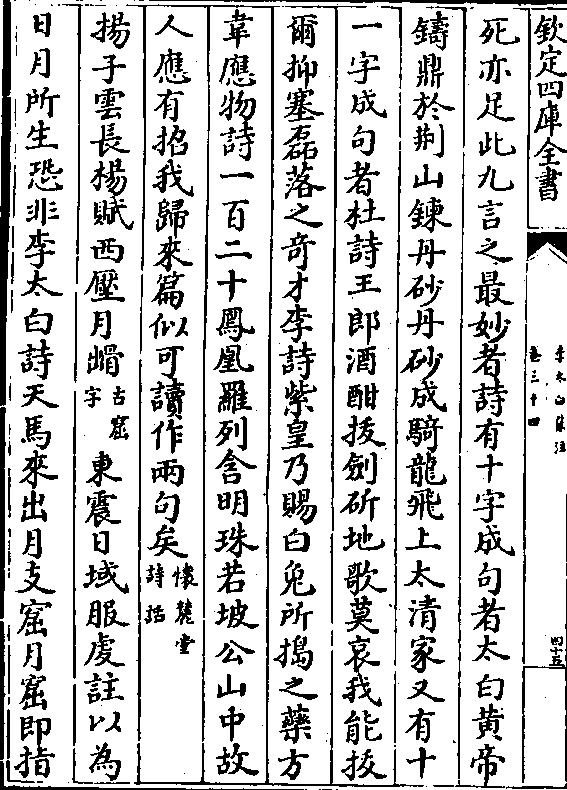 欽定四庫全書
李太白集注
卷三十四
四十五
死亦足此九言之最妙者詩有十字成句者太白黄帝
鑄鼎於荆山鍊丹砂丹砂成騎龍飛上太清家又有十
一字成句者杜詩王郎酒酣拔劍斫地歌莫哀我能拔
爾抑塞磊落之奇才李詩紫皇乃賜白兔所擣之藥方
韋應物詩一百二十鳳凰羅列含明珠若坡公山中故
人應有招我歸來篇似可讀作兩句矣懷麓堂詩話
揚子雲長楊賦西壓月𡾋古窟字東震日域服虔註以為
日月所生恐非李太白詩天馬來出月支窟月窟即指